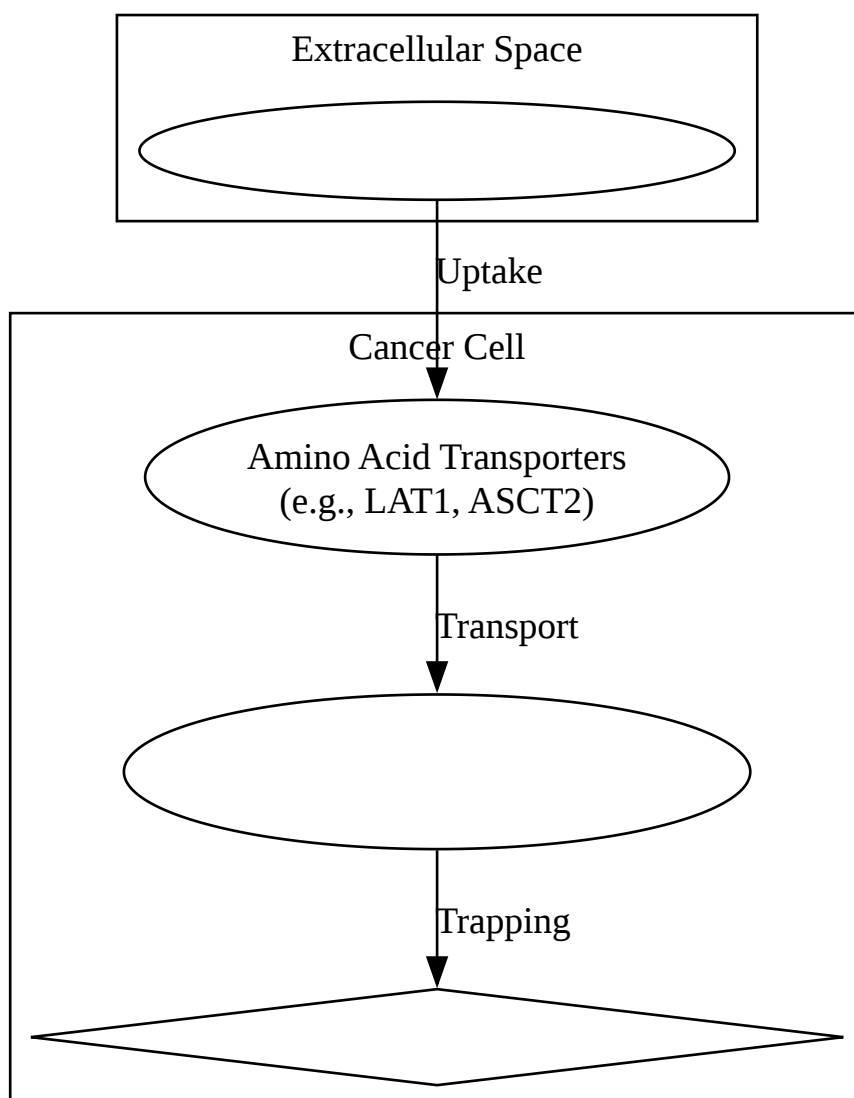 Extracellular Space
Uptake
Cancer Cell
Amino Acid Transporters
(e.g., LAT1, ASCT2)
Transport
Trapping